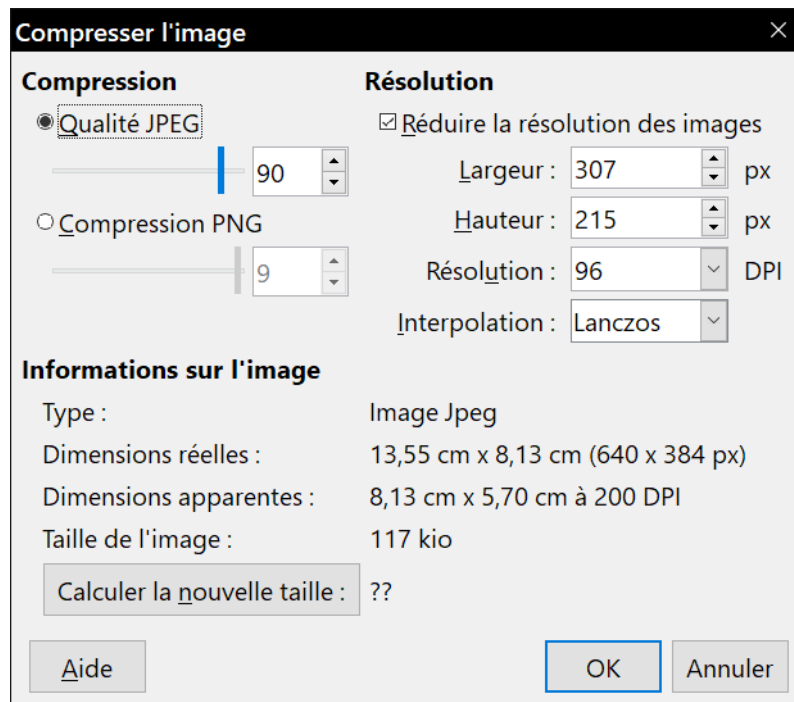 Compresser l'image
Compression
Qualité JPEG
90
Compression PNG
9
Résolution
Réduire la résolution des images
Largeur : 307 px
Hauteur : 215 px
Résolution : 96 DPI
Interpolation : Lanczos
Informations sur l'image
Type : Image Jpeg
Dimensions réelles : 13,55 cm x 8,13 cm (640 x 384 px)
Dimensions apparentes : 8,13 cm x 5,70 cm à 200 DPI
Taille de l'image : 117 kio
Calculer la nouvelle taille : ??
Aide OK Annuler